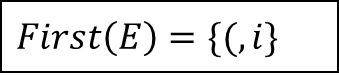 First(E) = {(,i}